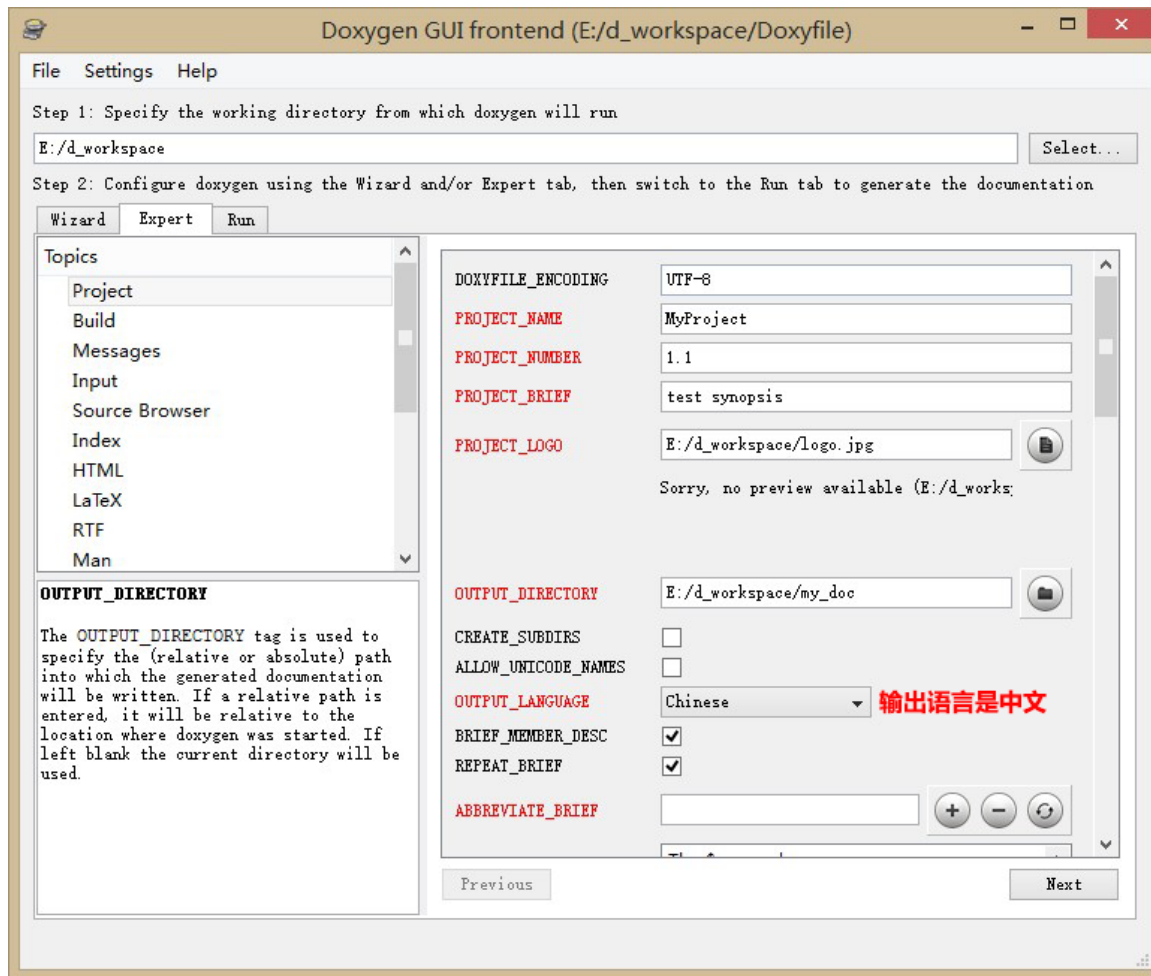 Doxygen GUI frontend (E:/d_workspace/Doxyfile)
File Settings Help
Step 1: Specify the working directory from which doxygen will run
E:/d_workspace Select...
Step 2: Configure doxygen using the Wizard and/or Expert tab, then switch to the Run tab to generate the documentation
Wizard Expert Run
Topics
Project
Build
Messages
Input
Source Browser
Index
HTML
LaTeX
RTF
Man
OUTPUT_DIRECTORY
The OUTPUT_DIRECTORY tag is used to
specify the (relative or absolute) path
into which the generated documentation
will be written. If a relative path is
entered, it will be relative to the
location where doxygen was started. If
left blank the current directory will be
used.
DOXYFILE_ENCODING UTF-8
PROJECT_NAME MyProject
PROJECT_NUMBER 1.1
PROJECT_BRIEF test synopsis
PROJECT_LOGO E:/d_workspace/logo.jpg
Sorry, no preview available (E:/d_works
OUTPUT_DIRECTORY E:/d_workspace/my_doc
CREATE_SUBDIRS
ALLOW_UNICODE_NAMES
OUTPUT_LANGUAGE Chinese 输出语言是中文
BRIEF_MEMBER_DESC
REPEAT_BRIEF
ABBREVIATE_BRIEF
Previous Next